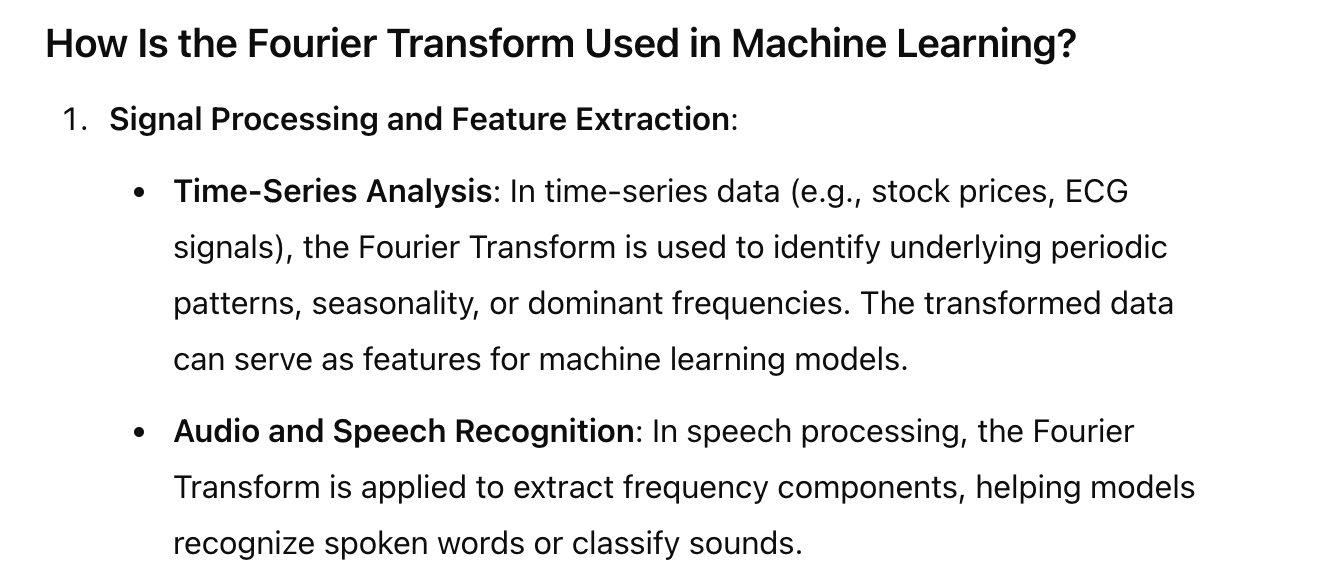 How Is the Fourier Transform Used in Machine Learning?
1. Signal Processing and Feature Extraction:
• Time-Series Analysis: In time-series data (e.g., stock prices, ECG
signals), the Fourier Transform is used to identify underlying periodic
patterns, seasonality, or dominant frequencies. The transformed data
can serve as features for machine learning models.
• Audio and Speech Recognition: In speech processing, the Fourier
Transform is applied to extract frequency components, helping models
recognize spoken words or classify sounds.